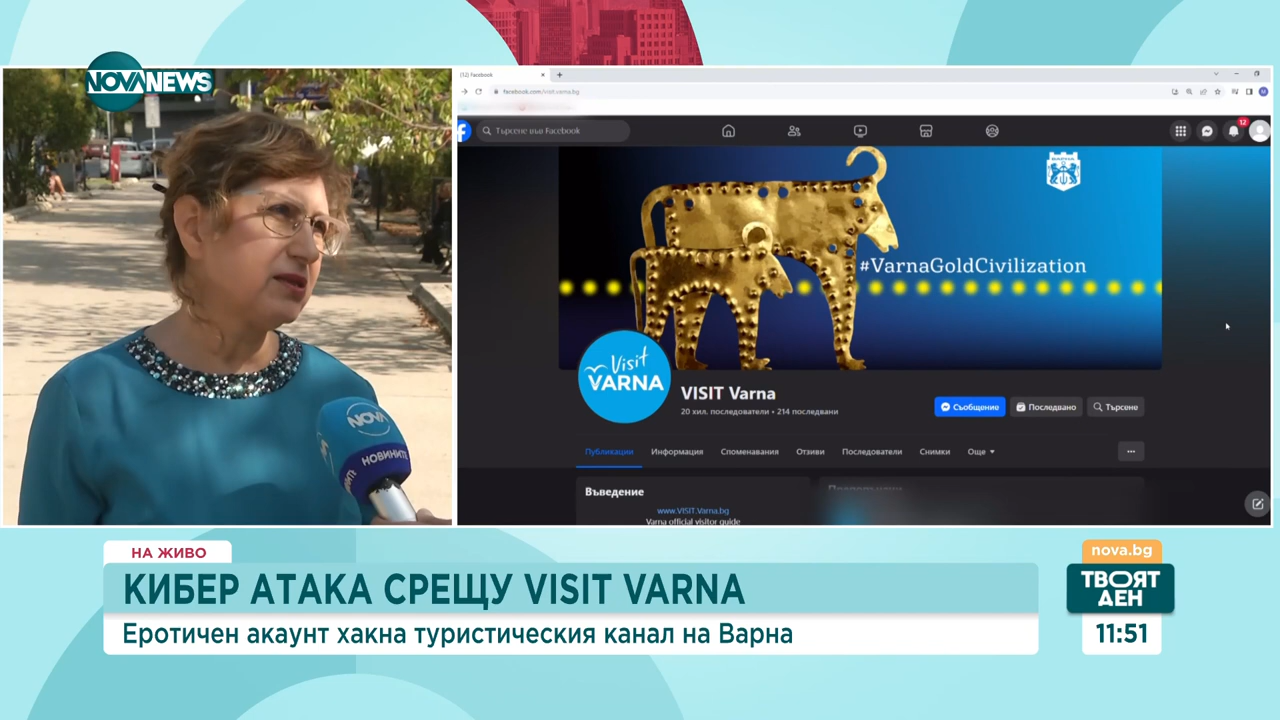 NOVANEWS
NOVA
НОВИНИТЕ
(12) Facebook
facebook.com/visit.varna.bg
Търсене във Facebook
12
ВАРНА
#VarnaGoldCivilization
Visit
VARNA
VISIT Varna
20 хил. последователи • 214 последвани
Съобщение
Последвано
Търсене
Публикации
Информация
Споменавания
Отзиви
Последователи
Снимки
Още
Въведение
www.VISIT.Varna.bg
Varna official visitor guide
НА ЖИВО
КИБЕР АТАКА СРЕЩУ VISIT VARNA
Еротичен акаунт хакна туристическия канал на Варна
nova.bg
ТВОЯТ
ДЕН
11:51